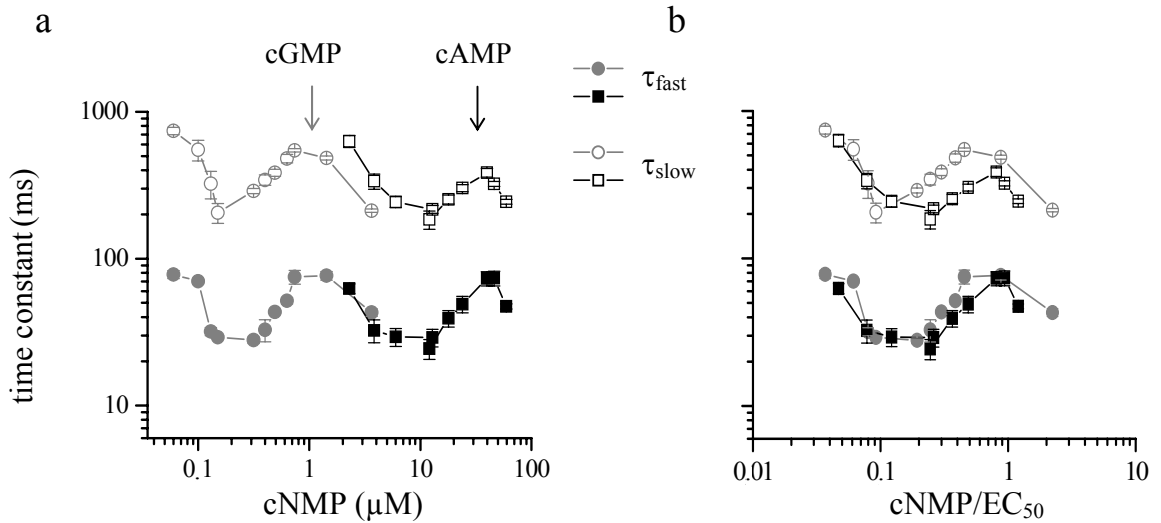 a
b
cGMP
cAMP
τfast
τslow
time constant (ms)
1000
100
10
0.1
1
10
100
cNMP (µM)
0.01
0.1
1
10
cNMP/EC50